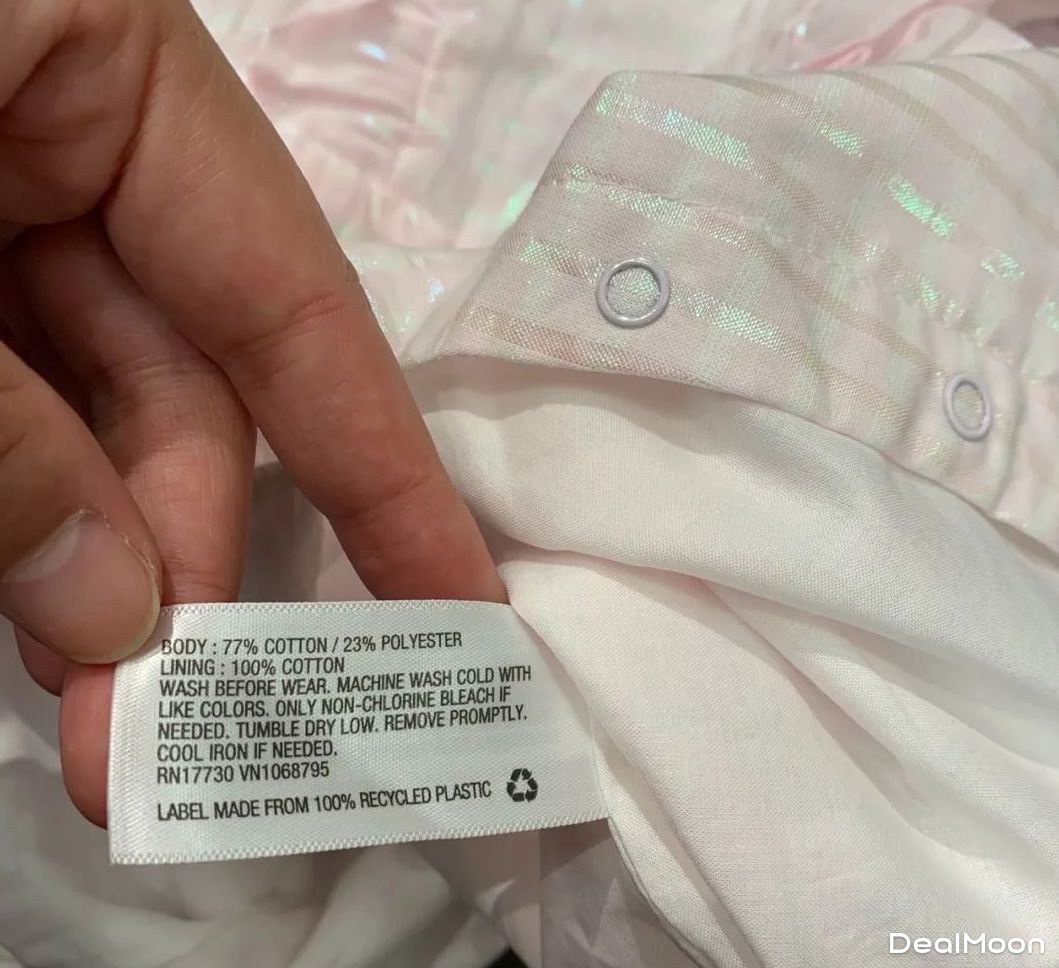 BODY : 77% COTTON / 23% POLYESTER
LINING : 100% COTTON
WASH BEFORE WEAR. MACHINE WASH COLD WITH
LIKE COLORS. ONLY NON-CHLORINE BLEACH IF
NEEDED. TUMBLE DRY LOW. REMOVE PROMPTLY.
COOL IRON IF NEEDED.
RN17730 VN1068795
LABEL MADE FROM 100% RECYCLED PLASTIC
DealMoon